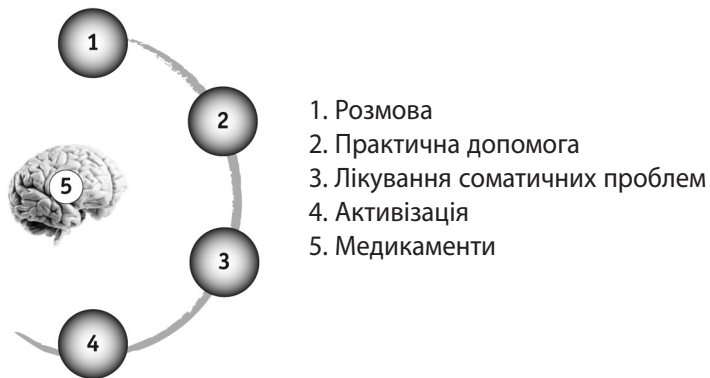 1
2
5
3
4
1. Розмова
2. Практична допомога
3. Лікування соматичних проблем
4. Активізація
5. Медикаменти